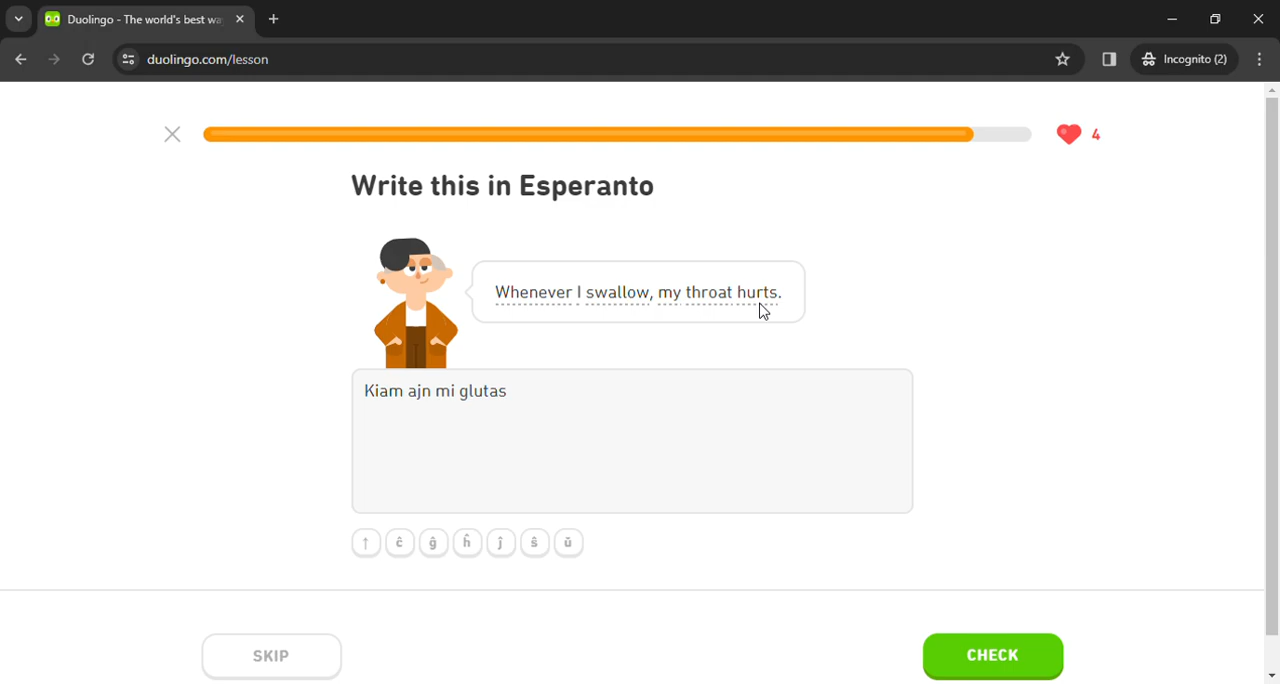 Duolingo - The world's best wa
duolingo.com/lesson
Incognito (2)
4
Write this in Esperanto
Whenever I swallow, my throat hurts.
Kiam ajn mi glutas
↑ ĉ ĝ ĥ ĵ ŝ ŭ
SKIP
CHECK